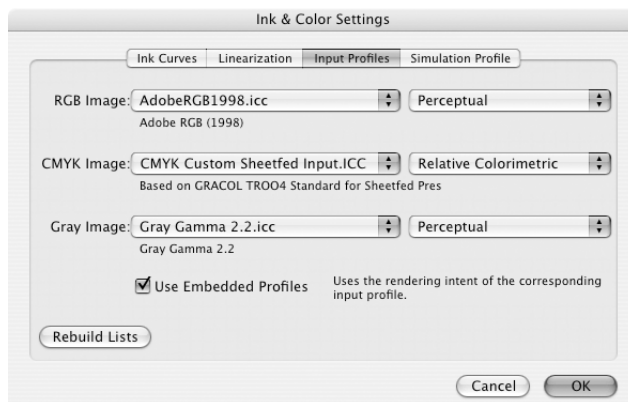 Ink & Color Settings
Ink Curves Linearization Input Profiles Simulation Profile
RGB Image: AdobeRGB1998.icc Perceptual
Adobe RGB (1998)
CMYK Image: CMYK Custom Sheetfed Input.ICC Relative Colorimetric
Based on GRACOL TROO4 Standard for Sheetfed Pres
Gray Image: Gray Gamma 2.2.icc Perceptual
Gray Gamma 2.2
Use Embedded Profiles Uses the rendering intent of the corresponding
input profile.
Rebuild Lists
Cancel OK